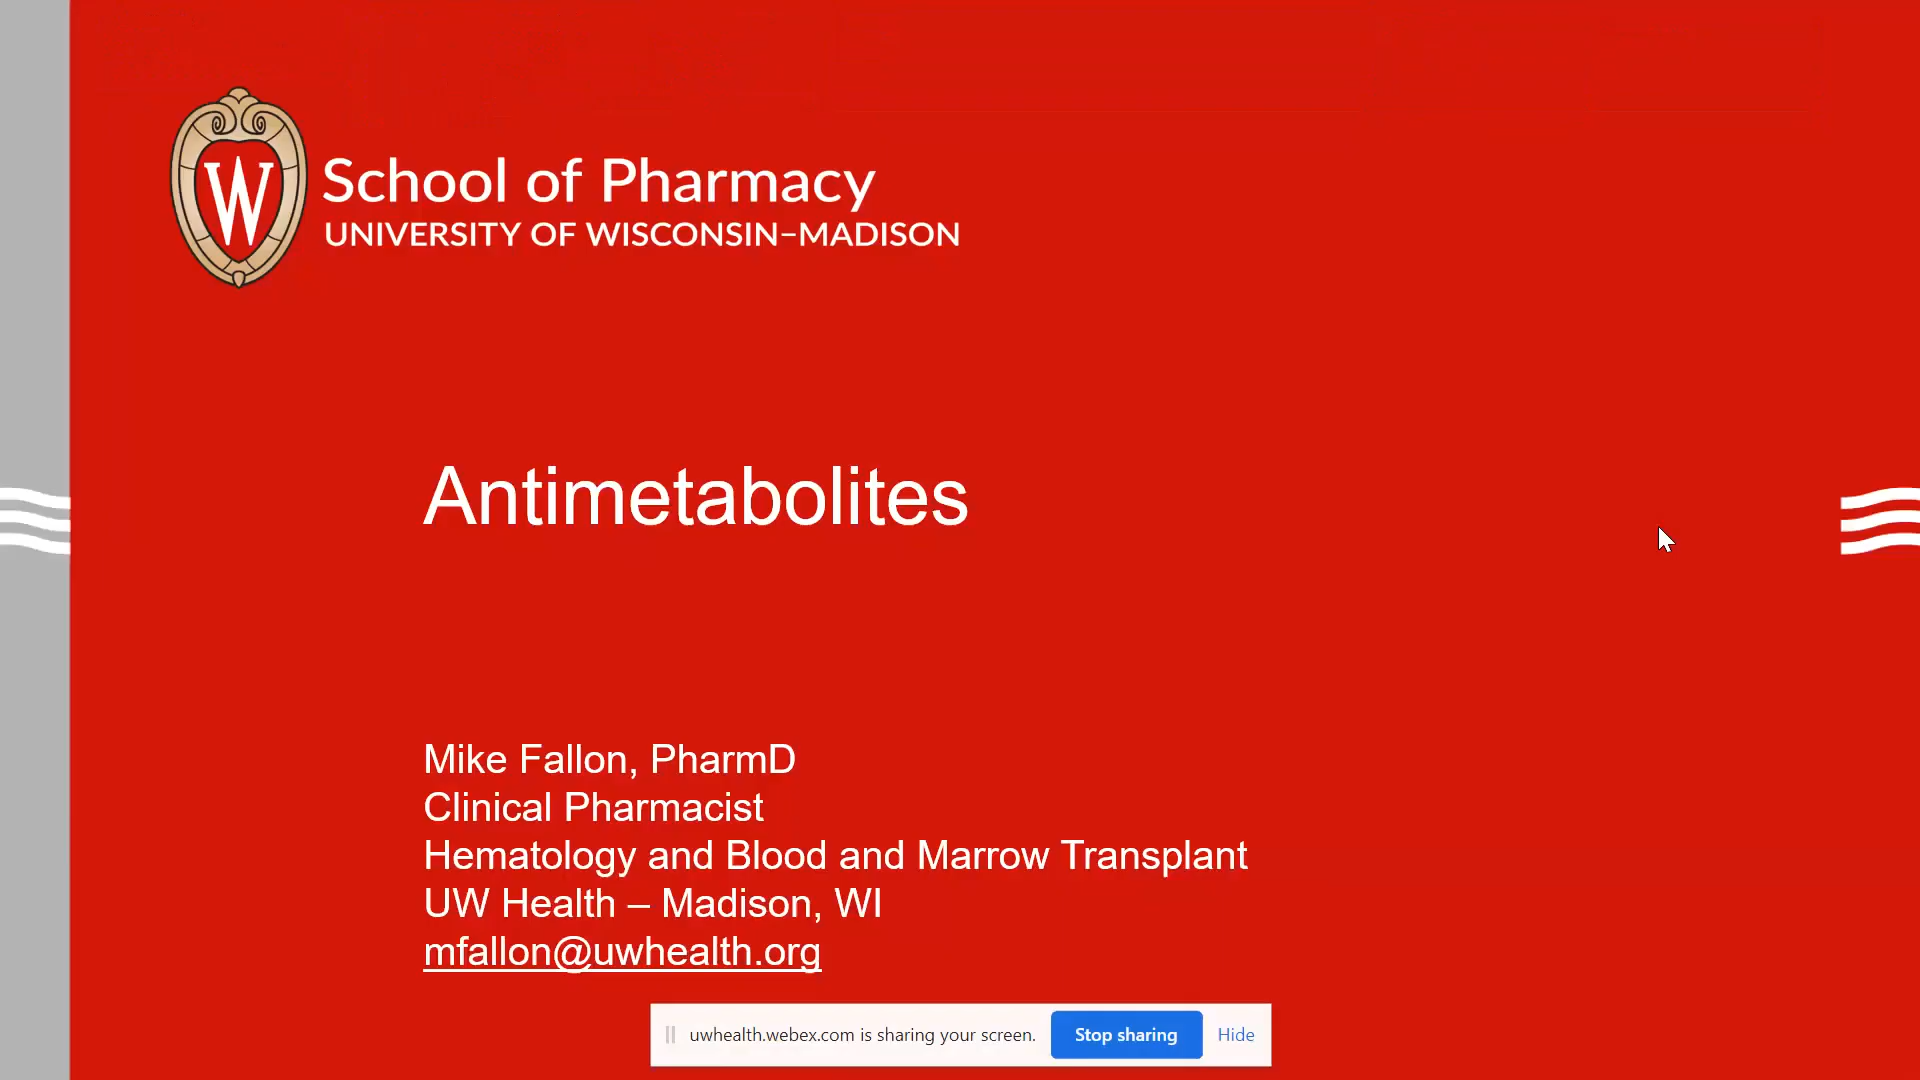 W
School of Pharmacy
UNIVERSITY OF WISCONSIN–MADISON
Antimetabolites
Mike Fallon, PharmD
Clinical Pharmacist
Hematology and Blood and Marrow Transplant
UW Health – Madison, WI
mfallon@uwhealth.org
uwhealth.webex.com is sharing your screen. Stop sharing Hide